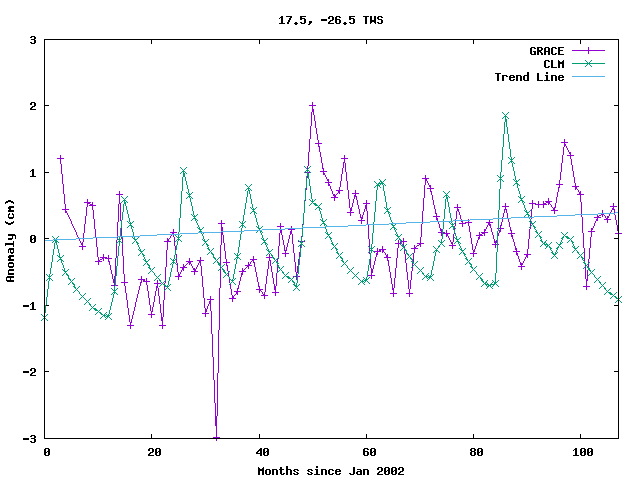 17.5, -26.5 TWS
GRACE
CLM
Trend Line
3
2
1
0
-1
-2
-3
Anomaly (cm)
0 20 40 60 80 100
Months since Jan 2002